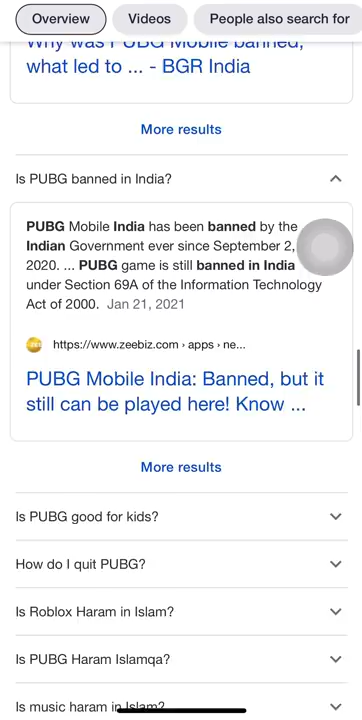 Overview Videos People also search for
Why was PUBG Mobile banned,
what led to ... - BGR India
More results
Is PUBG banned in India?
PUBG Mobile India has been banned by the
Indian Government ever since September 2,
2020. ... PUBG game is still banned in India
under Section 69A of the Information Technology
Act of 2000. Jan 21, 2021
https://www.zeebiz.com › apps › ne...
PUBG Mobile India: Banned, but it
still can be played here! Know ...
More results
Is PUBG good for kids?
How do I quit PUBG?
Is Roblox Haram in Islam?
Is PUBG Haram Islamqa?
Is music haram in Islam?